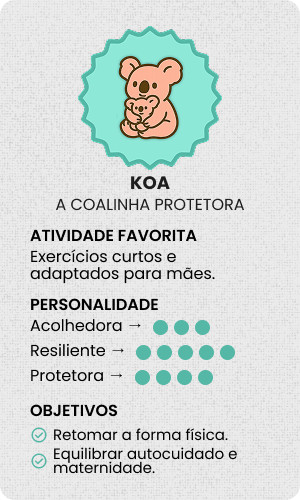 KOA
A COALINHA PROTETORA
ATIVIDADE FAVORITA
Exercícios curtos e
adaptados para mães.
PERSONALIDADE
Acolhedora →
Resiliente →
Protetora →
OBJETIVOS
Retomar a forma física.
Equilibrar autocuidado e
maternidade.